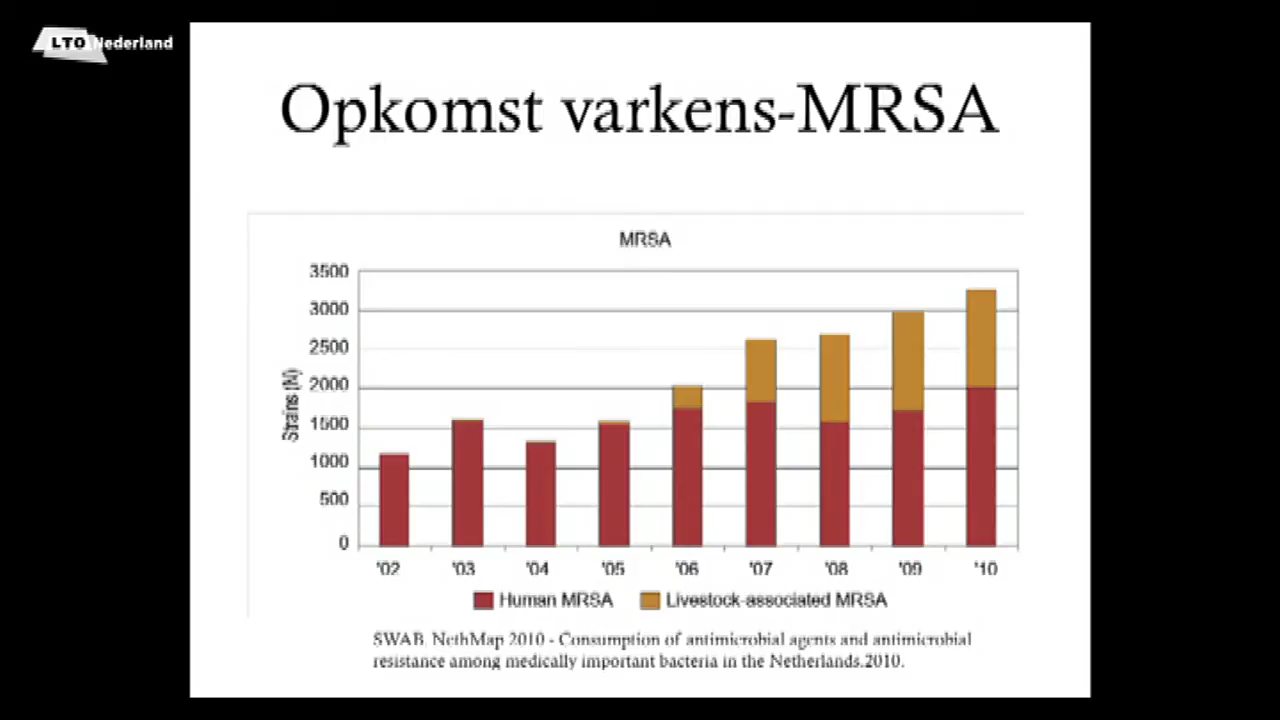 LTO Nederland
Opkomst varkens-MRSA
MRSA
3500
3000
2500
2000
1500
1000
500
0
Strains (N)
'02 '03 '04 '05 '06 '07 '08 '09 '10
Human MRSA Livestock-associated MRSA
SWAB. NethMap 2010 - Consumption of antimicrobial agents and antimicrobial
resistance among medically important bacteria in the Netherlands.2010.